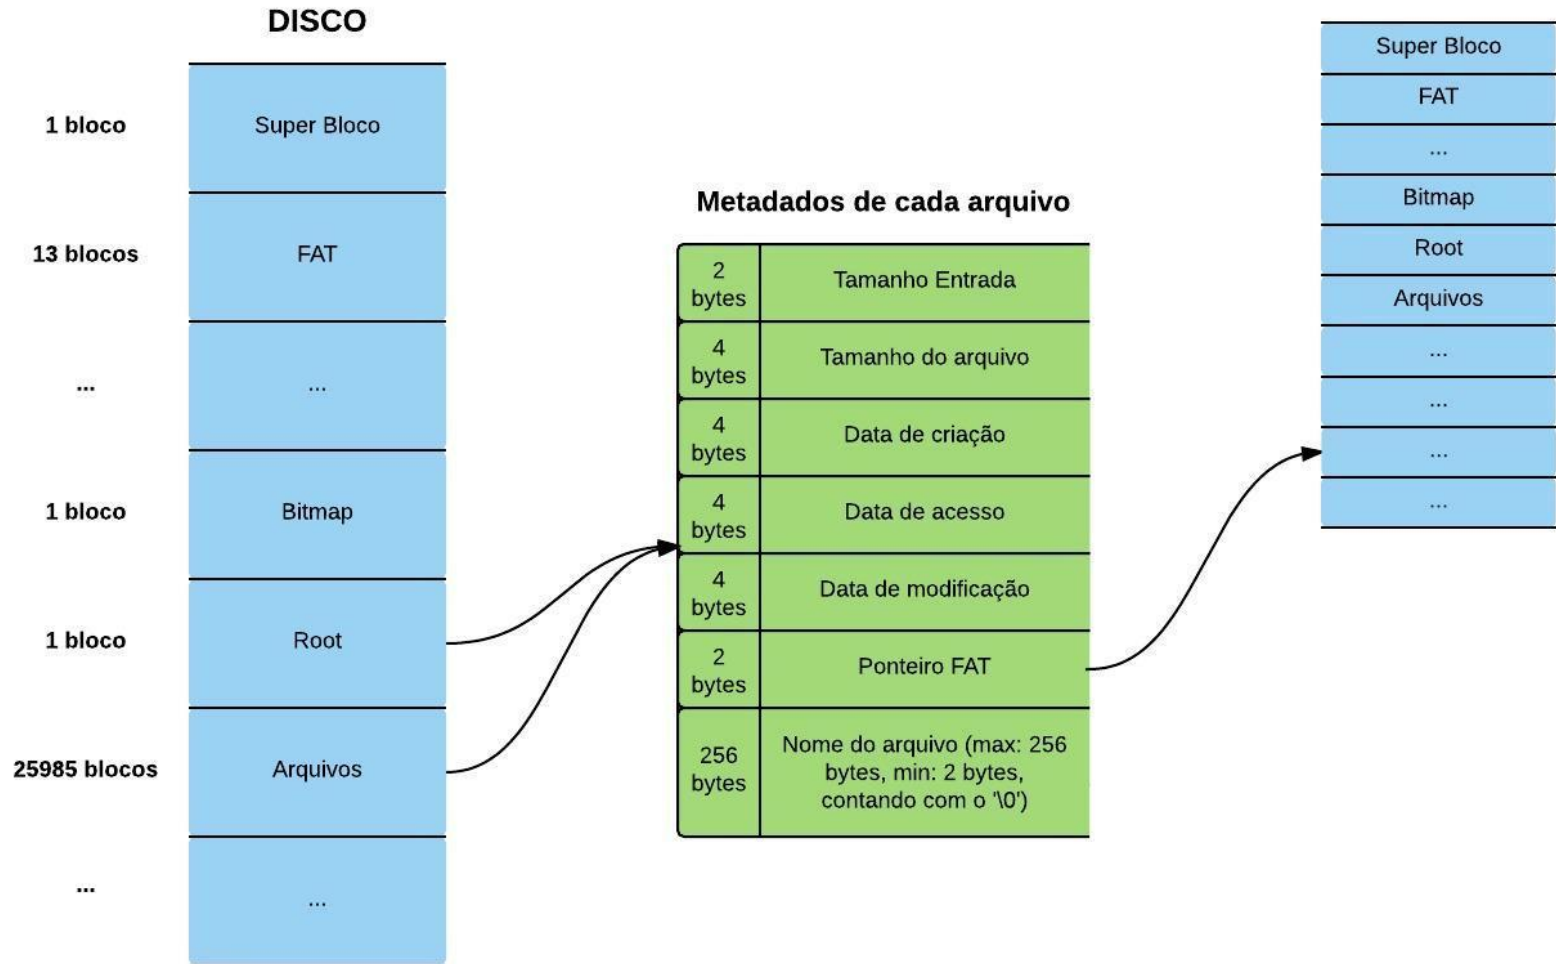 DISCO
1 bloco
Super Bloco
13 blocos
FAT
...
...
1 bloco
Bitmap
1 bloco
Root
25985 blocos
Arquivos
...
...
Metadados de cada arquivo
2
bytes
Tamanho Entrada
4
bytes
Tamanho do arquivo
4
bytes
Data de criação
4
bytes
Data de acesso
4
bytes
Data de modificação
2
bytes
Ponteiro FAT
256
bytes
Nome do arquivo (max: 256
bytes, min: 2 bytes,
contando com o '\0')
Super Bloco
FAT
...
Bitmap
Root
Arquivos
...
...
...
...